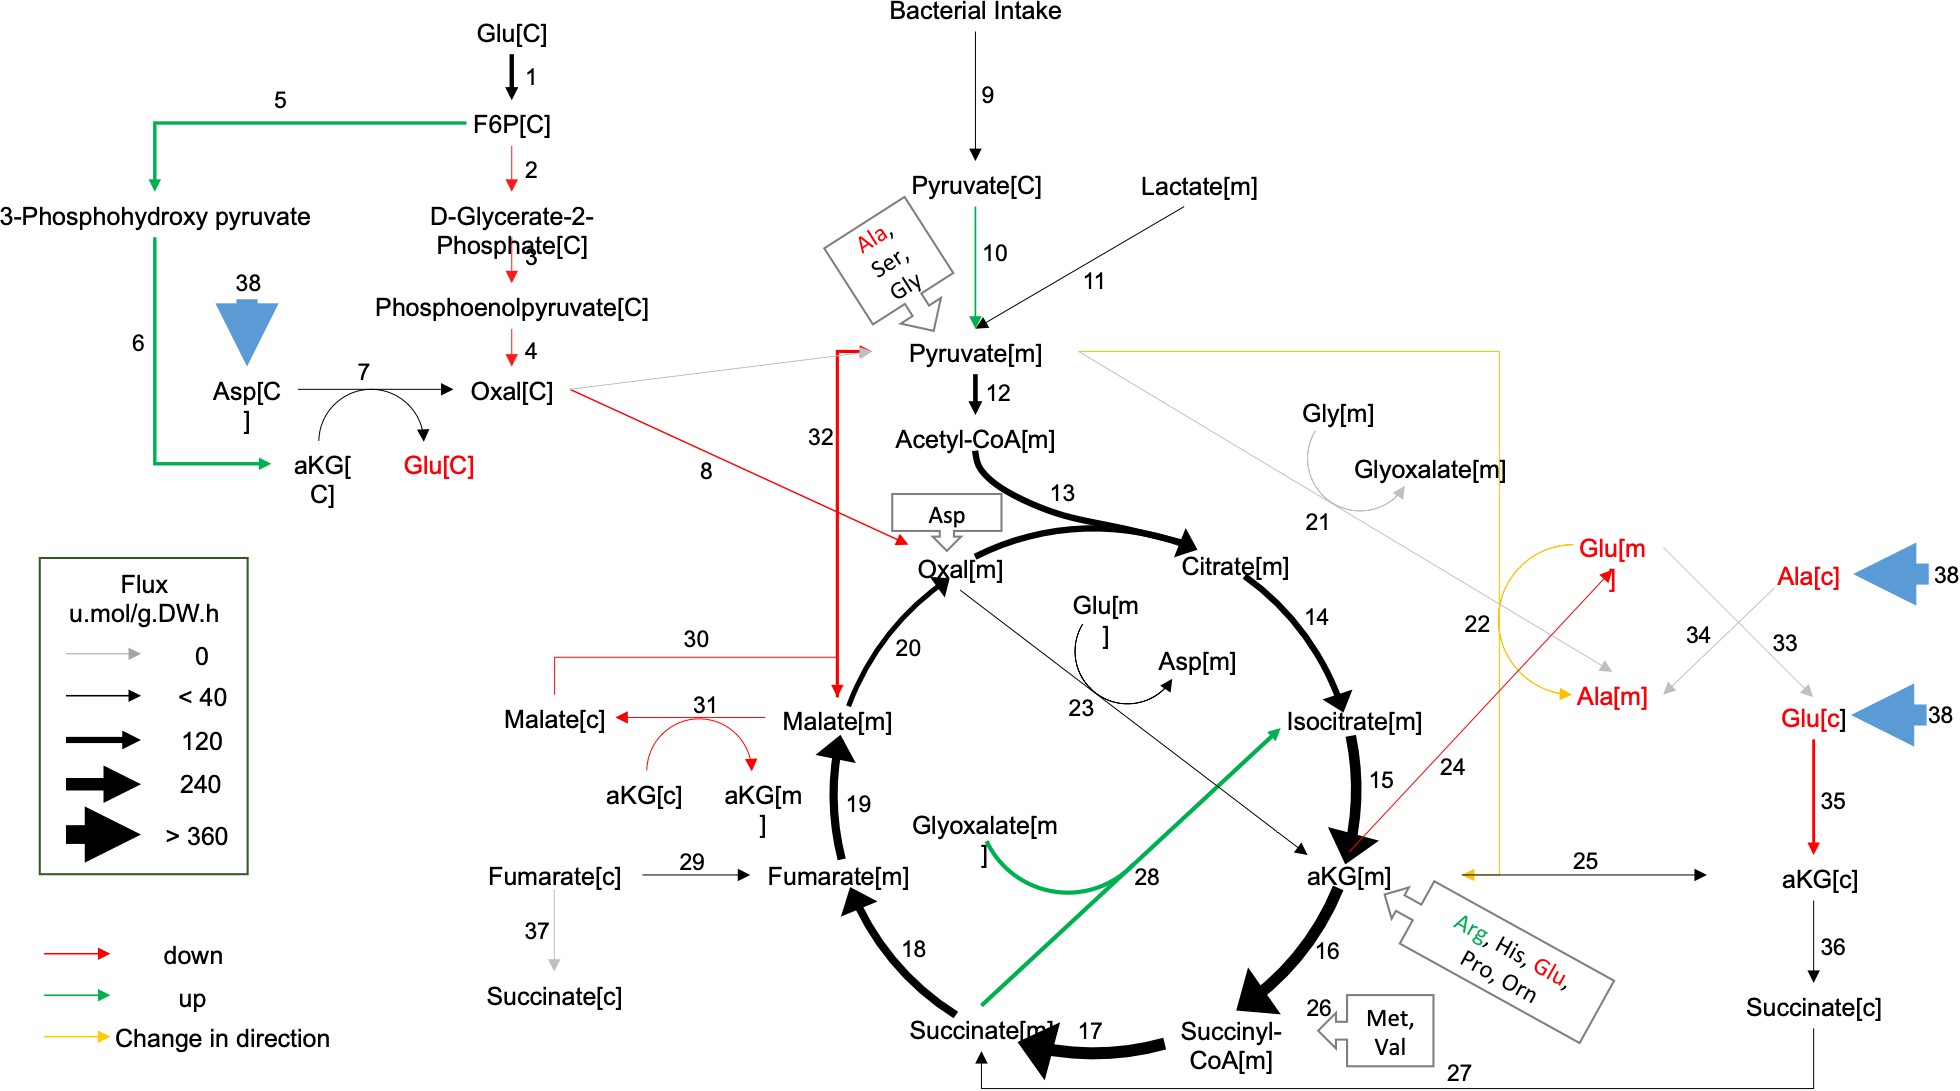 Bacterial Intake
Glu[C]
1
9
5
F6P[C]
2
Pyruvate[C]
Lactate[m]
3-Phosphohydroxy pyruvate
D-Glycerate-2-
Phosphate[C]
3
Ala,
Ser,
Gly
10
11
38
Phosphoenolpyruvate[C]
6
4
Pyruvate[m]
7
Asp[C
]
Oxal[C]
12
Gly[m]
32
Acetyl-CoA[m]
aKG[
C]
Glu[C]
8
Glyoxalate[m]
13
21
Asp
Oxal[m]
Citrate[m]
Glu[m
]
Ala[c]
38
Flux
u.mol/g.DW.h
0
< 40
120
240
> 360
Glu[m
]
14
22
34
33
30
20
Asp[m]
23
Ala[m]
Malate[c]
31
Malate[m]
Isocitrate[m]
Glu[c]
38
24
15
aKG[c]
aKG[m
]
19
35
Glyoxalate[m
]
Fumarate[c]
29
Fumarate[m]
28
aKG[m]
25
aKG[c]
37
18
16
Arg, His, Glu,
Pro, Orn
36
down
up
Change in direction
Succinate[c]
Succinate[m]
17
Succinyl-
CoA[m]
26
Met,
Val
Succinate[c]
27